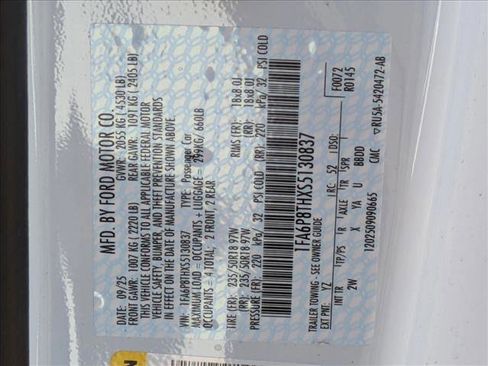 MFD. BY FORD MOTOR CO.
DATE: 09/25 GVWR: 2055 KG (4530 LB)
FRONT GAWR: 1007 KG (2220 LB) REAR GAWR: 1091 KG (2405 LB)
THIS VEHICLE CONFORMS TO ALL APPLICABLE FEDERAL MOTOR
VEHICLE SAFETY, BUMPER, AND THEFT PREVENTION STANDARDS
IN EFFECT ON THE DATE OF MANUFACTURE SHOWN ABOVE.
VIN: 1FA6P8THXS5130837 TYPE: Passenger Car
MAXIMUM LOAD= OCCUPANTS + LUGGAGE = 299KG/ 660LB
OCCUPANTS: 4 TOTAL, 2 FRONT, 2 REAR
TIRE (FR): 235/50R18 97W RIMS (FR): 18x8.0J
(RR): 235/50R18 97W (RR): 18x8.0J
PRESSURE (FR): 220 kPa/ 32 PSI COLD (RR): 220 kPa/ 32 PSI COLD
1FA6P8THXS5130837
TRAILER TOWING - SEE OWNER GUIDE
F0072
R0145
EXT PNT: YZ LRC: 52 DSO:
INT TR TP/PS R AXLE TR SPR
2W X YA U BBDD
120250909Q665 CMC ▼RU5A-5420472-AB